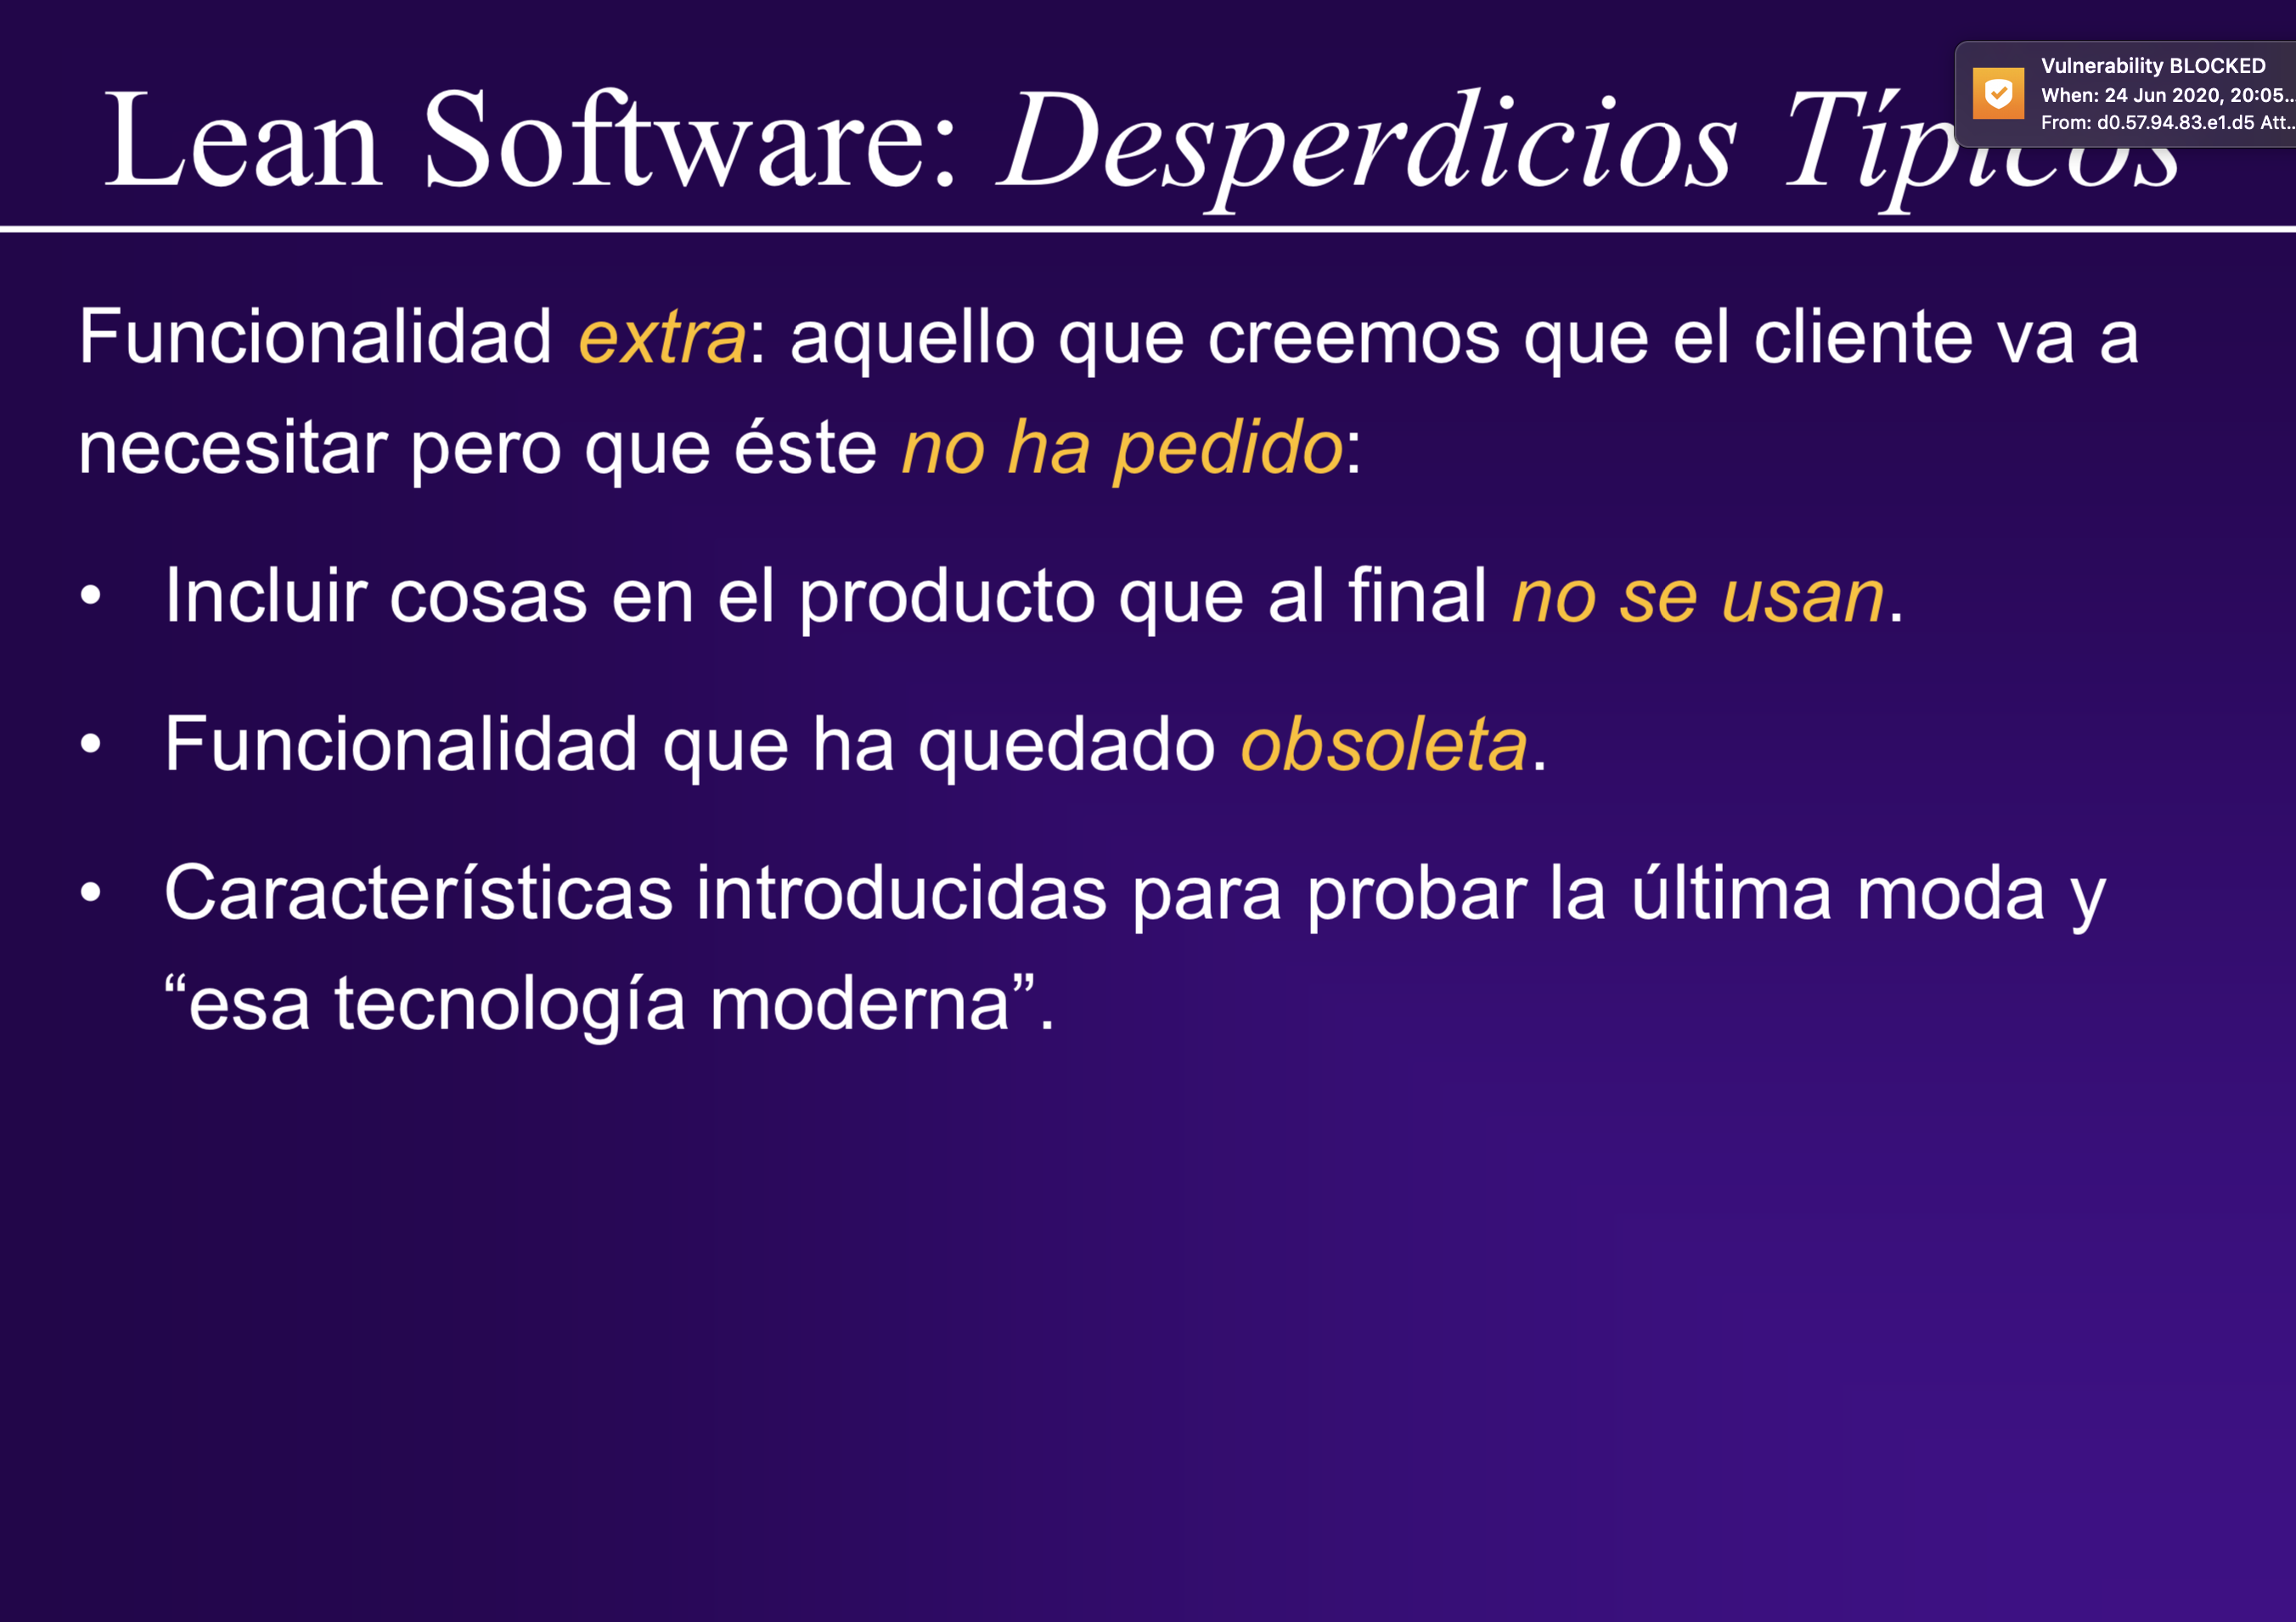 Lean Software: Desperdicios Típicos
Vulnerability BLOCKED
When: 24 Jun 2020, 20:05...
From: d0.57.94.83.e1.d5 Att...
Funcionalidad extra: aquello que creemos que el cliente va a
necesitar pero que éste no ha pedido:
• Incluir cosas en el producto que al final no se usan.
• Funcionalidad que ha quedado obsoleta.
• Características introducidas para probar la última moda y
“esa tecnología moderna”.